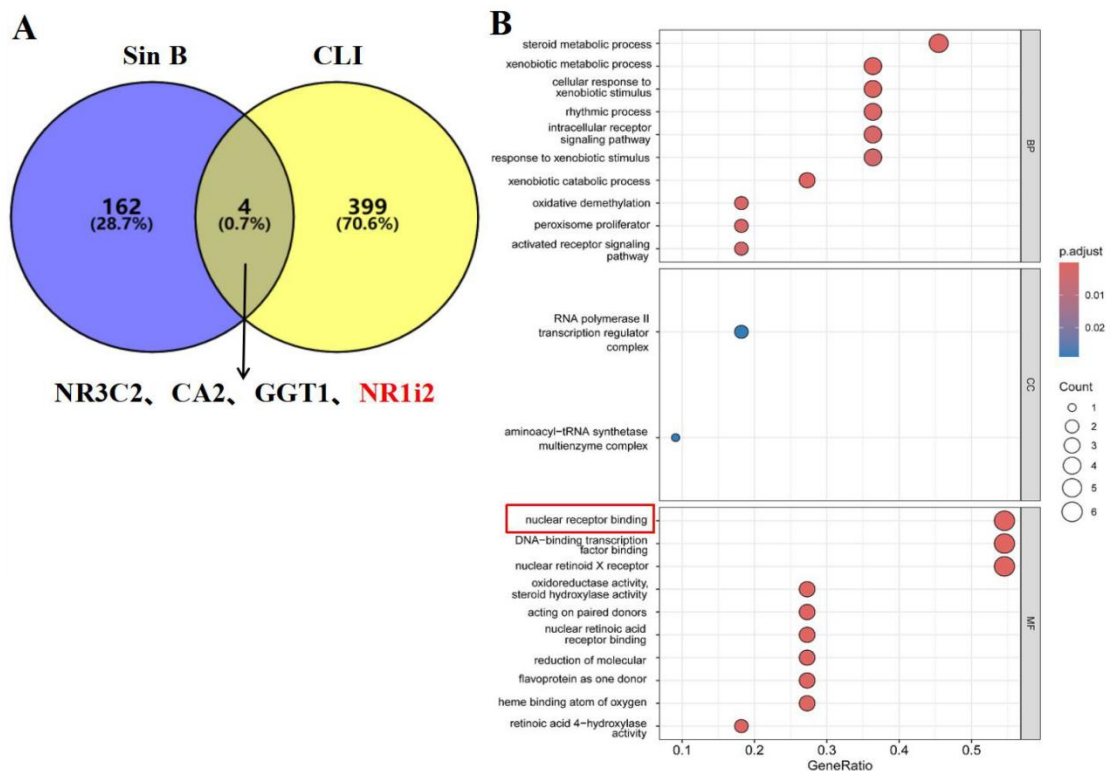 A
Sin B
CLI
162
(28.7%)
4
(0.7%)
399
(70.6%)
NR3C2、CA2、GGT1、NR1i2
B
steroid metabolic process
xenobiotic metabolic process
cellular response to
xenobiotic stimulus
rhythmic process
intracellular receptor
signaling pathway
response to xenobiotic stimulus
xenobiotic catabolic process
oxidative demethylation
peroxisome proliferator
activated receptor signaling
pathway
BP
RNA polymerase II
transcription regulator
complex
aminoacyl−tRNA synthetase
multienzyme complex
CC
nuclear receptor binding
DNA−binding transcription
factor binding
nuclear retinoid X receptor
oxidoreductase activity,
steroid hydroxylase activity
acting on paired donors
nuclear retinoic acid
receptor binding
reduction of molecular
flavoprotein as one donor
heme binding atom of oxygen
retinoic acid 4−hydroxylase
activity
MF
0.1 0.2 0.3 0.4 0.5
GeneRatio
p.adjust
0.01
0.02
Count
1
2
3
4
5
6